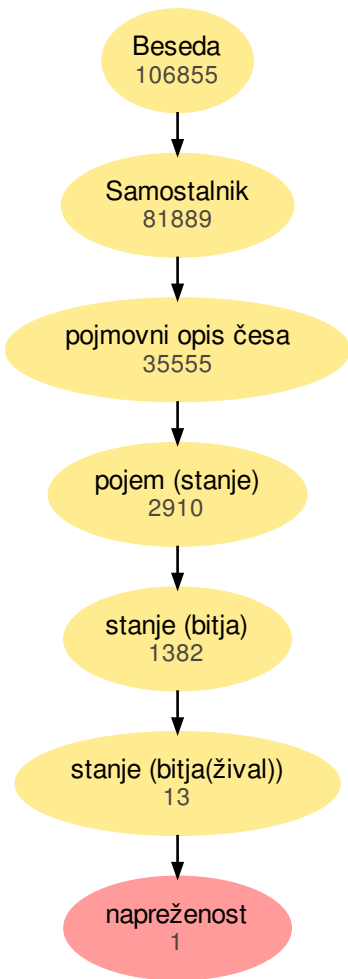 Beseda
106855
Samostalnik
81889
pojmovni opis česa
35555
pojem (stanje)
2910
stanje (bitja)
1382
stanje (bitja(žival))
13
napreženost
1